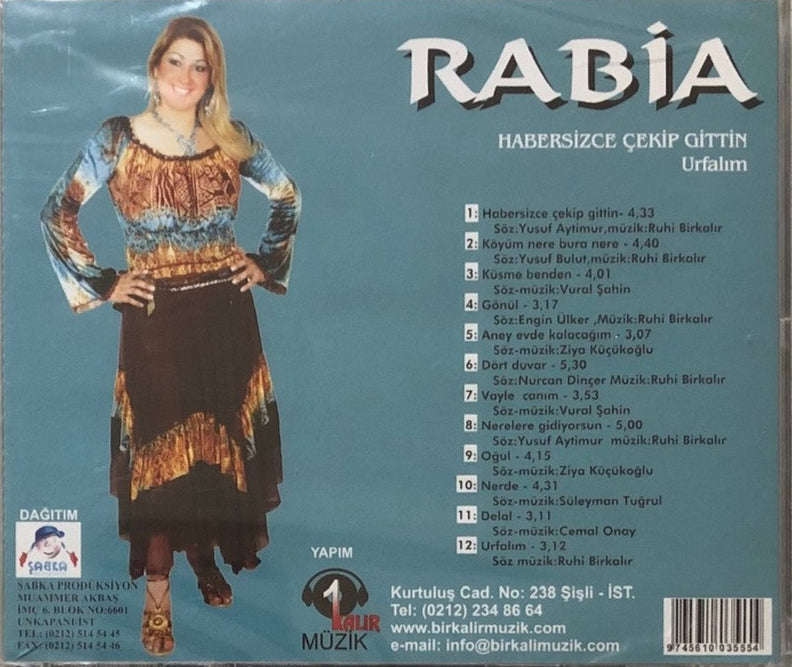 RABİA
HABERSİZCE ÇEKİP GİTTİN
Urfalım
1: Habersizce çekip gittin- 4,33
Söz:Yusuf Aytimur,müzik:Ruhi Birkalır
2: Köyüm nere bura nere - 4,40
Söz:Yusuf Bulut,müzik:Ruhi Birkalır
3: Küsme benden - 4,01
Söz-müzik:Vural Şahin
4: Gönül - 3,17
Söz:Engin Ülker ,Müzik:Ruhi Birkalır
5: Aney evde kalacağım - 3,07
Söz-müzik:Ziya Küçükoğlu
6: Dört duvar - 5,30
Söz:Nurcan Dinçer Müzik:Ruhi Birkalır
7: Vayle canım - 3,53
Söz-müzik:Vural Şahin
8: Nerelere gidiyorsun - 5,00
Söz:Yusuf Aytimur müzik:Ruhi Birkalır
9: Oğul - 4,15
Söz-müzik:Ziya Küçükoğlu
10: Nerde - 4,31
Söz-müzik:Süleyman Tuğrul
11: Delal - 3,11
Söz-müzik:Cemal Onay
12: Urfalım - 3,12
Söz müzik:Ruhi Birkalır
DAĞITIM
ŞABKA
ŞABKA PRODÜKSİYON
MUAMMER AKBAŞ
İMÇ 6. BLOK NO:6601
UNKAPANI/İST
TEL: (0212) 514 54 45
FAX: (0212) 514 54 46
YAPIM
1
KALIR
MÜZİK
Kurtuluş Cad. No: 238 Şişli - İST.
Tel: (0212) 234 86 64
www.birkalirmuzik.com
e-mail: info@birkalimuzik.com
9745610035554